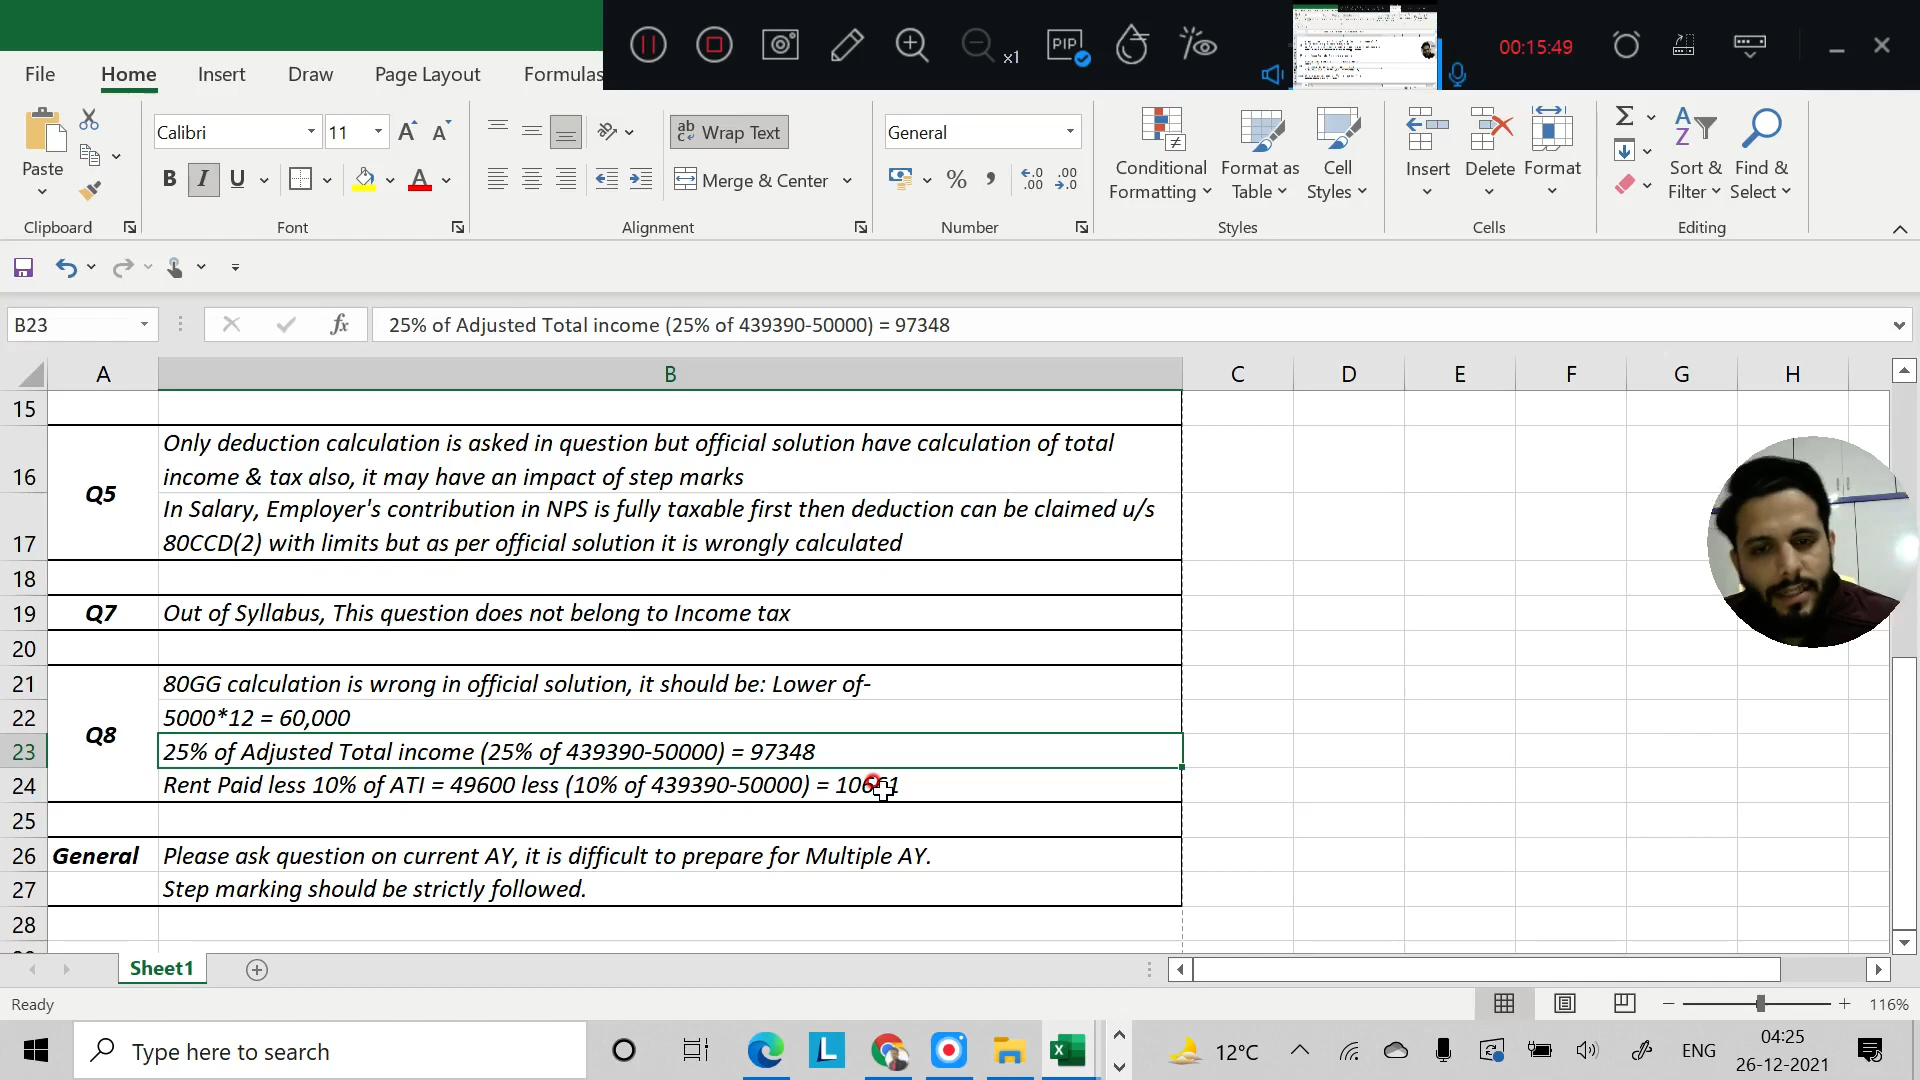 x1
PIP
00:15:49
File
Home
Insert
Draw
Page Layout
Formulas
Paste
Calibri
11
B I U
ab Wrap Text
Merge & Center
General
Conditional Formatting
Format as Table
Cell Styles
Insert
Delete
Format
Sort & Filter
Find & Select
Clipboard
Font
Alignment
Number
Styles
Cells
Editing
B23
fx
25% of Adjusted Total income (25% of 439390-50000) = 97348
A B C D E F G H
15
16 Only deduction calculation is asked in question but official solution have calculation of total
income & tax also, it may have an impact of step marks
Q5
17 In Salary, Employer's contribution in NPS is fully taxable first then deduction can be claimed u/s
80CCD(2) with limits but as per official solution it is wrongly calculated
18
19 Q7 Out of Syllabus, This question does not belong to Income tax
20
21 80GG calculation is wrong in official solution, it should be: Lower of-
22 5000*12 = 60,000
Q8
23 25% of Adjusted Total income (25% of 439390-50000) = 97348
24 Rent Paid less 10% of ATI = 49600 less (10% of 439390-50000) =
25
26 General Please ask question on current AY, it is difficult to prepare for Multiple AY.
27 Step marking should be strictly followed.
28
Sheet1
Ready
116%
Type here to search
12°C
ENG
04:25
26-12-2021